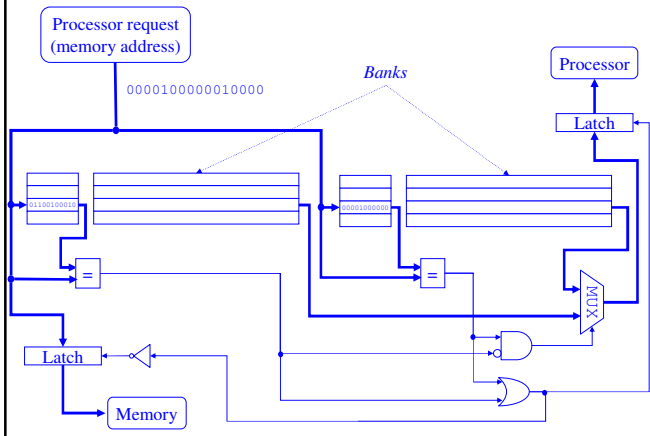 Processor request
(memory address)
0000100000010000
Banks
Processor
Latch
01100100010
00001000000
=
=
MUX
Latch
Memory